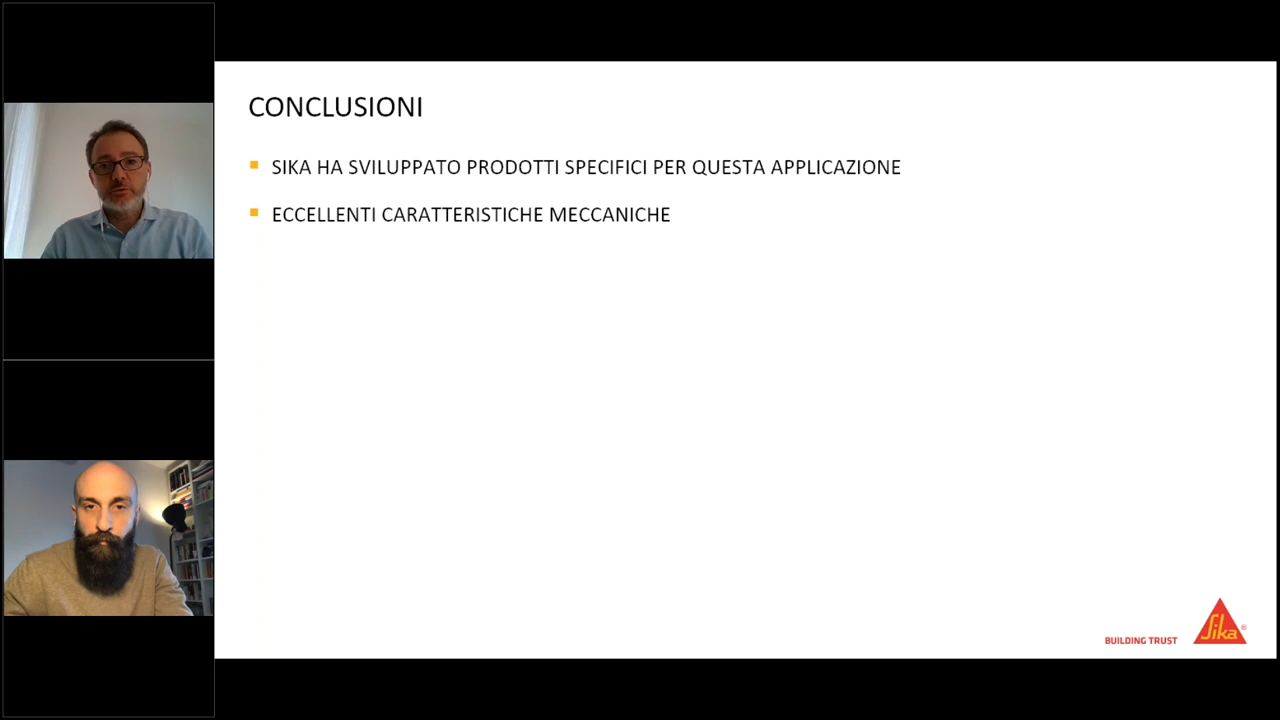 CONCLUSIONI
SIKA HA SVILUPPATO PRODOTTI SPECIFICI PER QUESTA APPLICAZIONE
ECCELLENTI CARATTERISTICHE MECCANICHE
BUILDING TRUST
Sika®